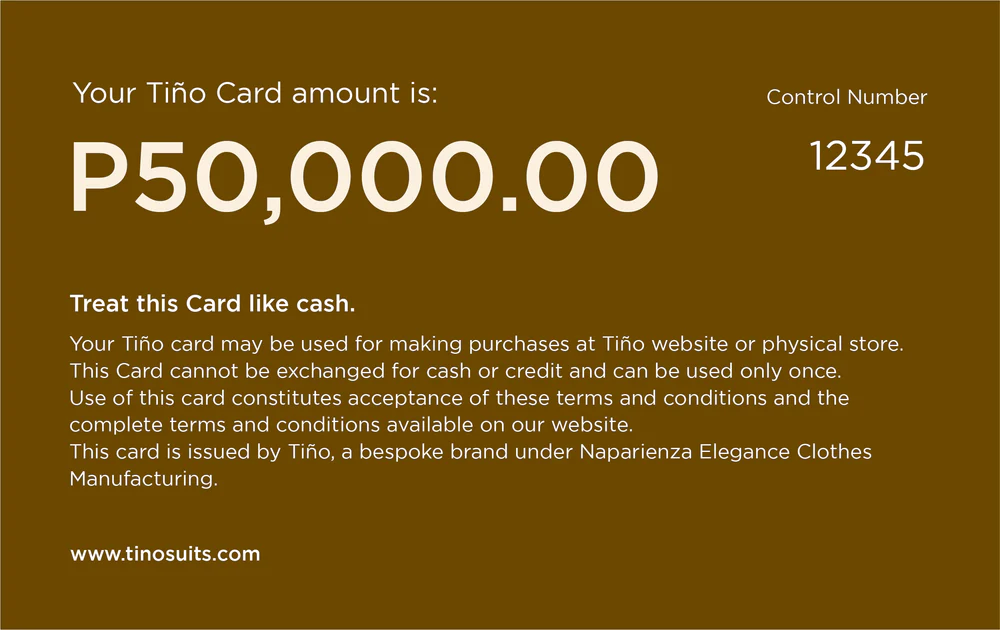 Your Tiño Card amount is:
Control Number
P50,000.00
12345
Treat this Card like cash.
Your Tiño card may be used for making purchases at Tiño website or physical store.
This Card cannot be exchanged for cash or credit and can be used only once.
Use of this card constitutes acceptance of these terms and conditions and the
complete terms and conditions available on our website.
This card is issued by Tiño, a bespoke brand under Naparienza Elegance Clothes
Manufacturing.
www.tinosuits.com